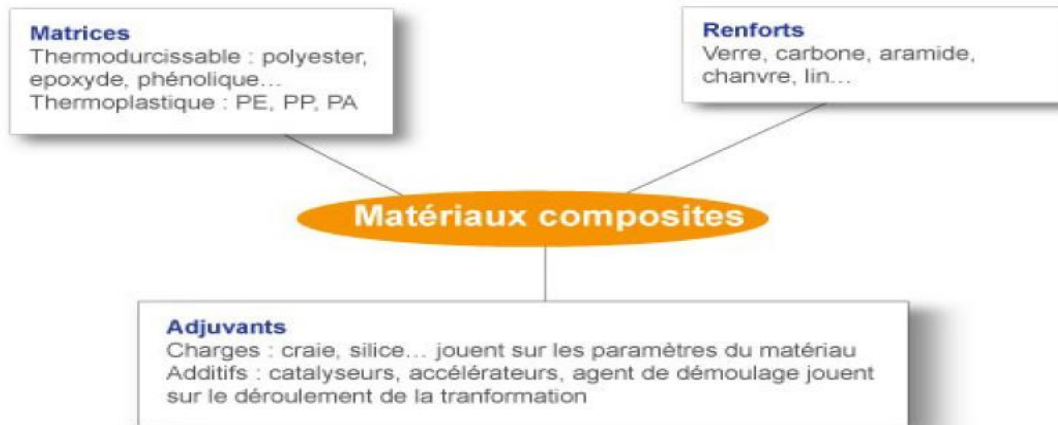 Matrices
Thermodurcissable : polyester,
epoxyde, phénolique...
Thermoplastique : PE, PP, PA
Renforts
Verre, carbone, aramide,
chanvre, lin...
Matériaux composites
Adjuvants
Charges : craie, silice... jouent sur les paramètres du matériau
Additifs : catalyseurs, accélérateurs, agent de démoulage jouent
sur le déroulement de la tranformation